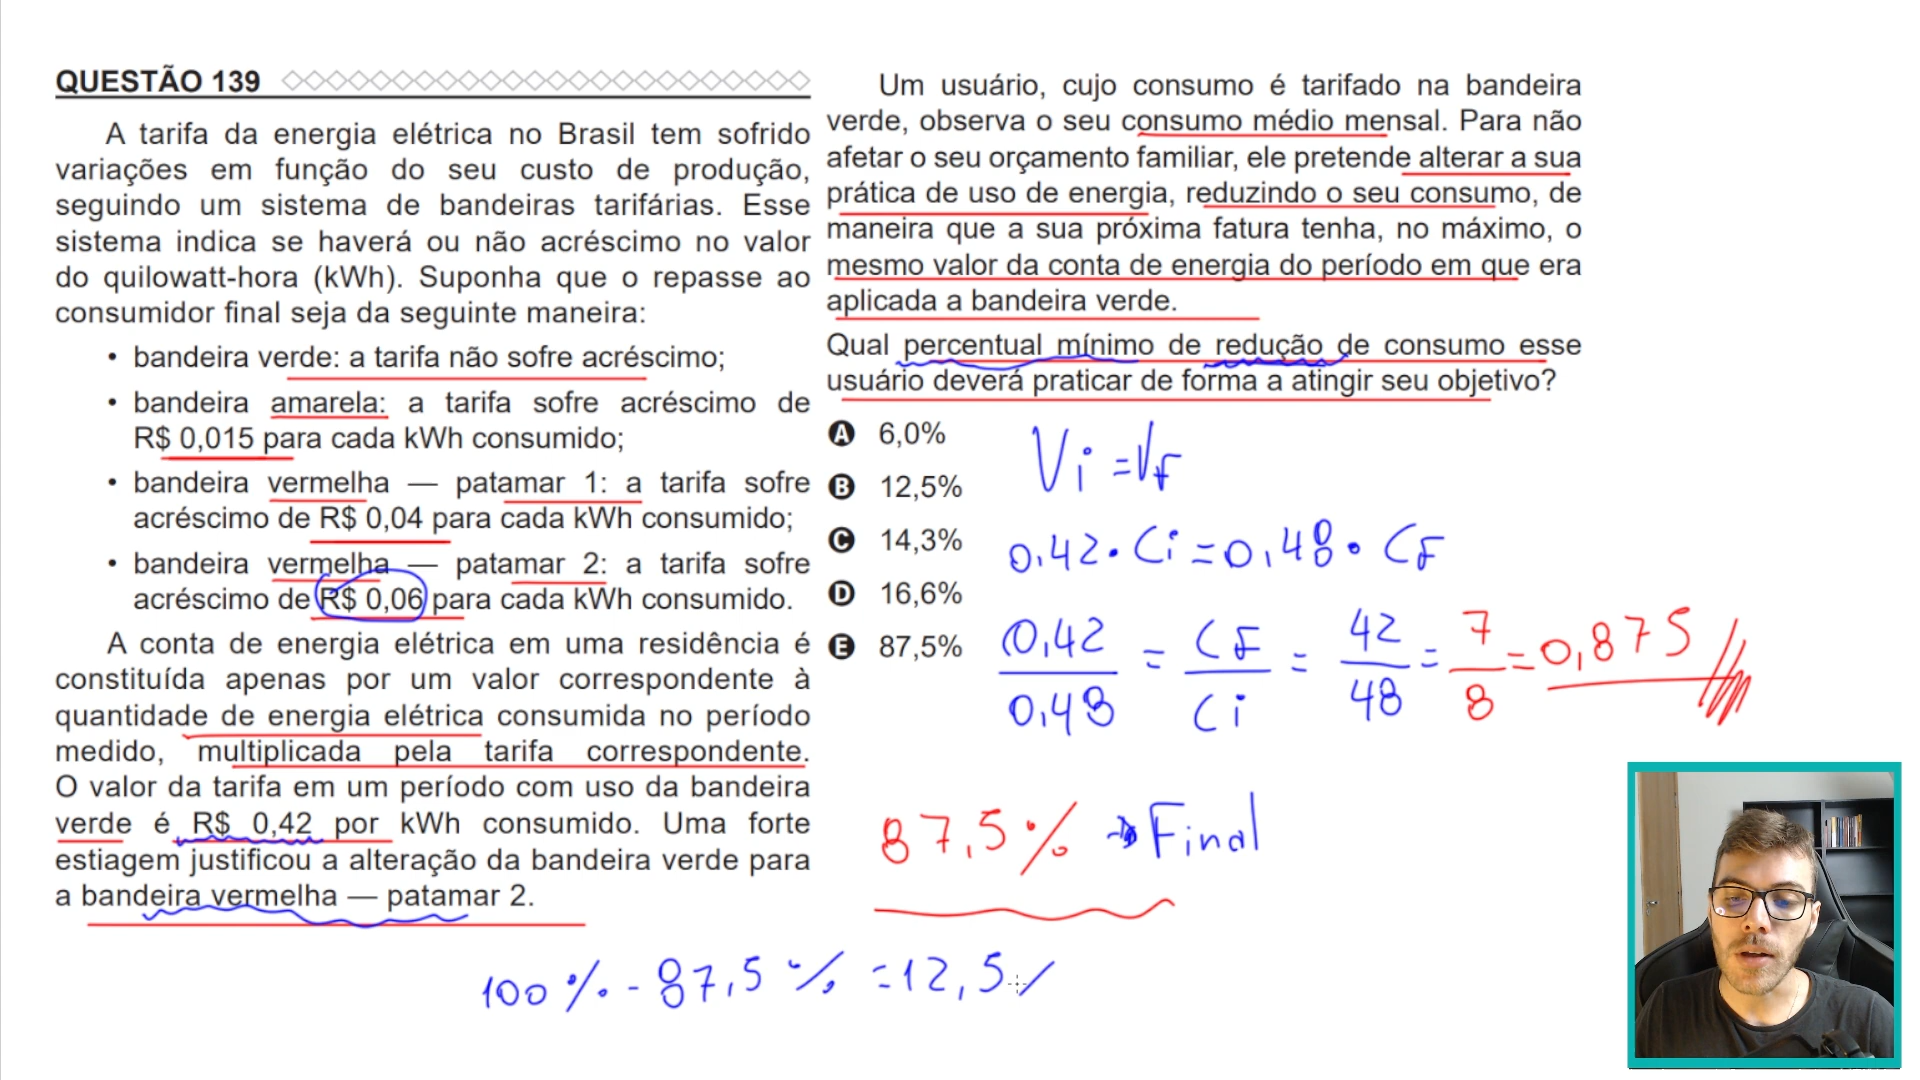 QUESTÃO 139
A tarifa da energia elétrica no Brasil tem sofrido
variações em função do seu custo de produção,
seguindo um sistema de bandeiras tarifárias. Esse
sistema indica se haverá ou não acréscimo no valor
do quilowatt-hora (kWh). Suponha que o repasse ao
consumidor final seja da seguinte maneira:
• bandeira verde: a tarifa não sofre acréscimo;
• bandeira amarela: a tarifa sofre acréscimo de
R$ 0,015 para cada kWh consumido;
• bandeira vermelha — patamar 1: a tarifa sofre
acréscimo de R$ 0,04 para cada kWh consumido;
• bandeira vermelha — patamar 2: a tarifa sofre
acréscimo de R$ 0,06 para cada kWh consumido.
A conta de energia elétrica em uma residência é
constituída apenas por um valor correspondente à
quantidade de energia elétrica consumida no período
medido, multiplicada pela tarifa correspondente.
O valor da tarifa em um período com uso da bandeira
verde é R$ 0,42 por kWh consumido. Uma forte
estiagem justificou a alteração da bandeira verde para
a bandeira vermelha — patamar 2.
Um usuário, cujo consumo é tarifado na bandeira
verde, observa o seu consumo médio mensal. Para não
afetar o seu orçamento familiar, ele pretende alterar a sua
prática de uso de energia, reduzindo o seu consumo, de
maneira que a sua próxima fatura tenha, no máximo, o
mesmo valor da conta de energia do período em que era
aplicada a bandeira verde.
Qual percentual mínimo de redução de consumo esse
usuário deverá praticar de forma a atingir seu objetivo?
A 6,0%
B 12,5%
C 14,3%
D 16,6%
E 87,5%
Vi = VF
0,42 • Ci = 0,48 • CF
0,42/0,48 = CF/Ci = 42/48 = 7/8 = 0,875
87,5% → Final
100% - 87,5% = 12,5%